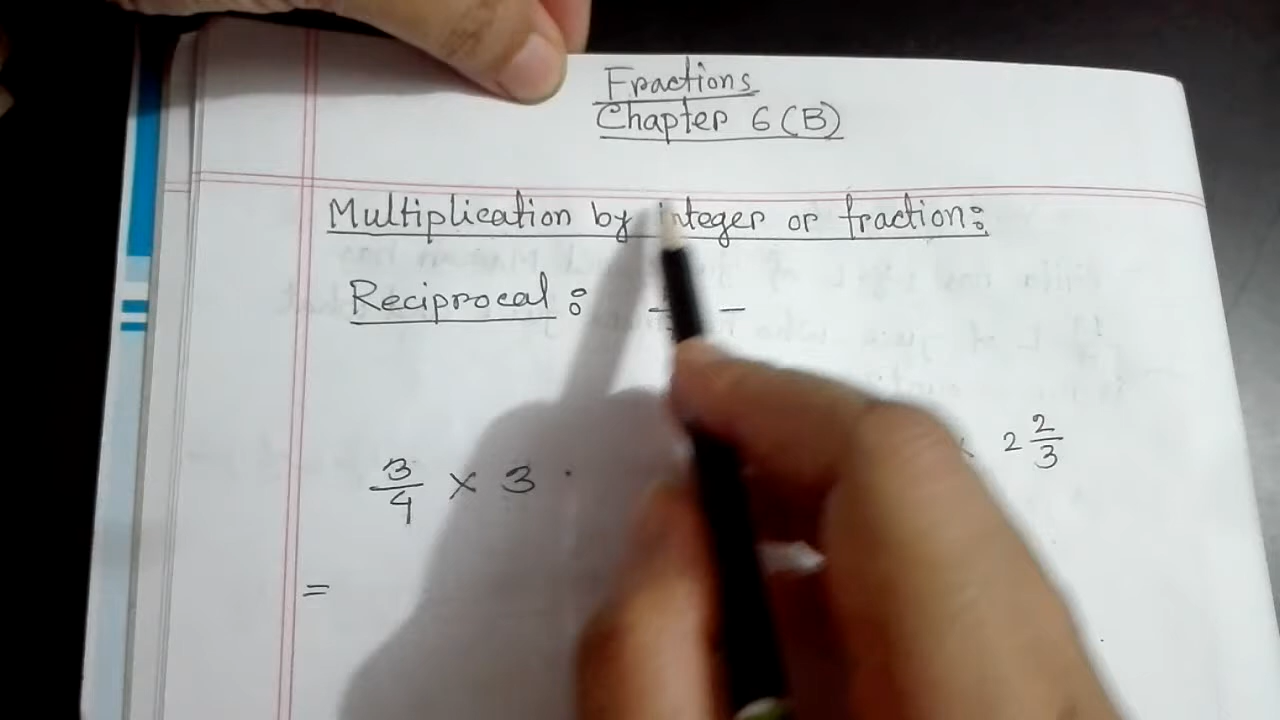 Fractions
Chapter 6 (B)
Multiplication by integer or fraction:
Reciprocal :
3/4 × 3
× 2 2/3
=